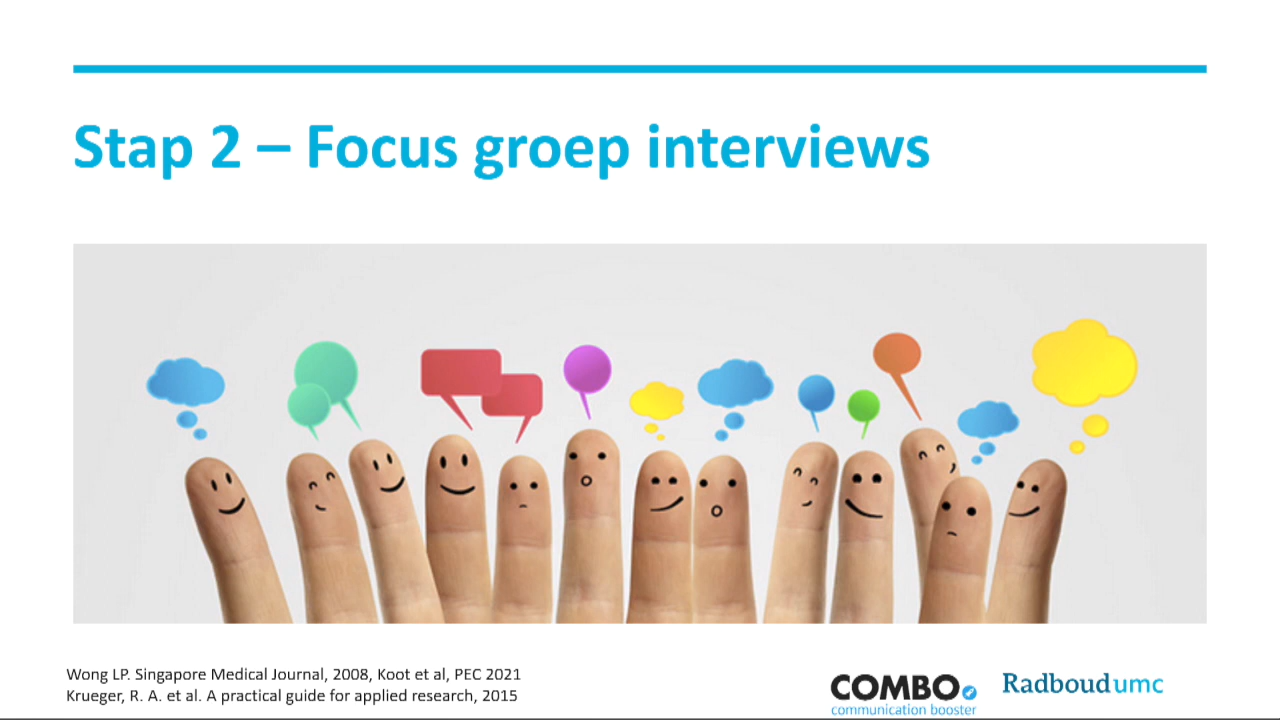 Stap 2 – Focus groep interviews
Wong LP. Singapore Medical Journal, 2008, Koot et al, PEC 2021
Krueger, R. A. et al. A practical guide for applied research, 2015
COMBO
communication booster
Radboudumc